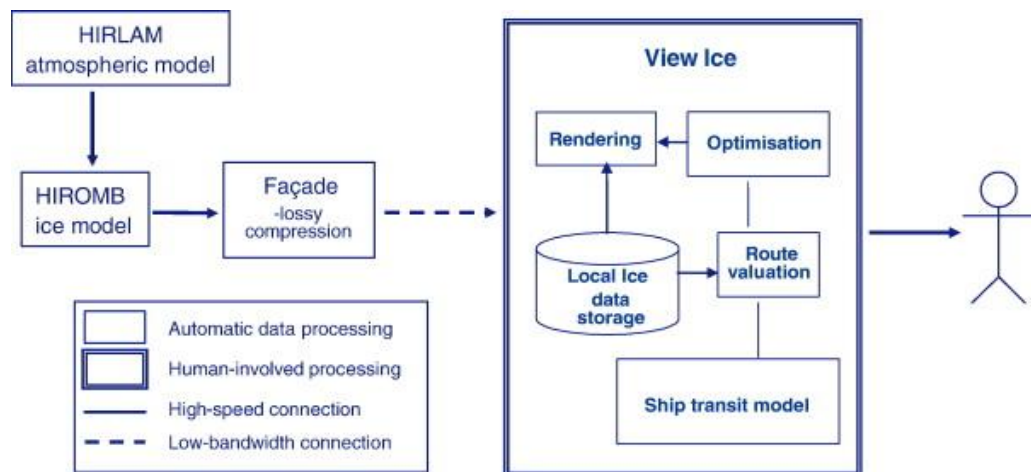 HIRLAM
atmospheric model
HIROMB
ice model
Façade
-lossy
compression
View Ice
Rendering
Optimisation
Local Ice
data
storage
Route
valuation
Ship transit model
Automatic data processing
Human-involved processing
High-speed connection
Low-bandwidth connection